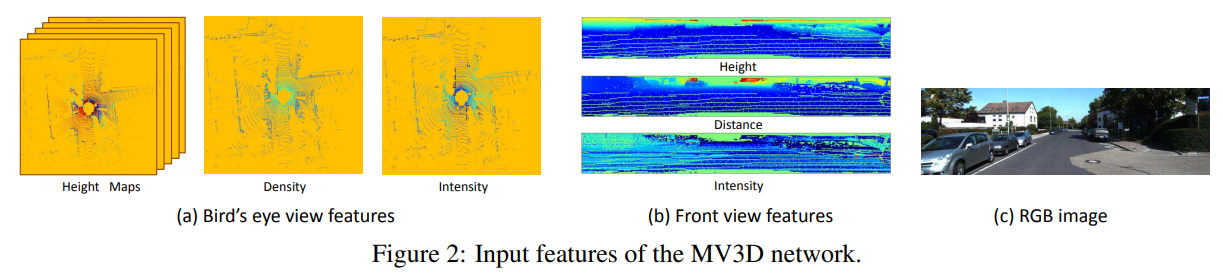 Height Maps
Density
Intensity
(a) Bird's eye view features
Height
Distance
Intensity
(b) Front view features
(c) RGB image
Figure 2: Input features of the MV3D network.